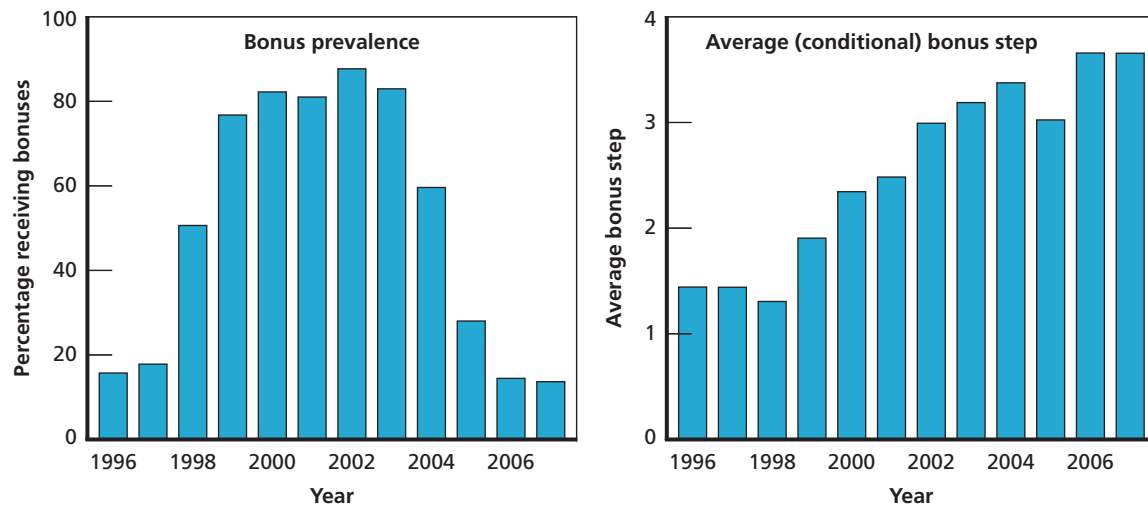 Bonus prevalence
Percentage receiving bonuses
100
80
60
40
20
0
1996 1998 2000 2002 2004 2006
Year
Average (conditional) bonus step
Average bonus step
4
3
2
1
0
1996 1998 2000 2002 2004 2006
Year